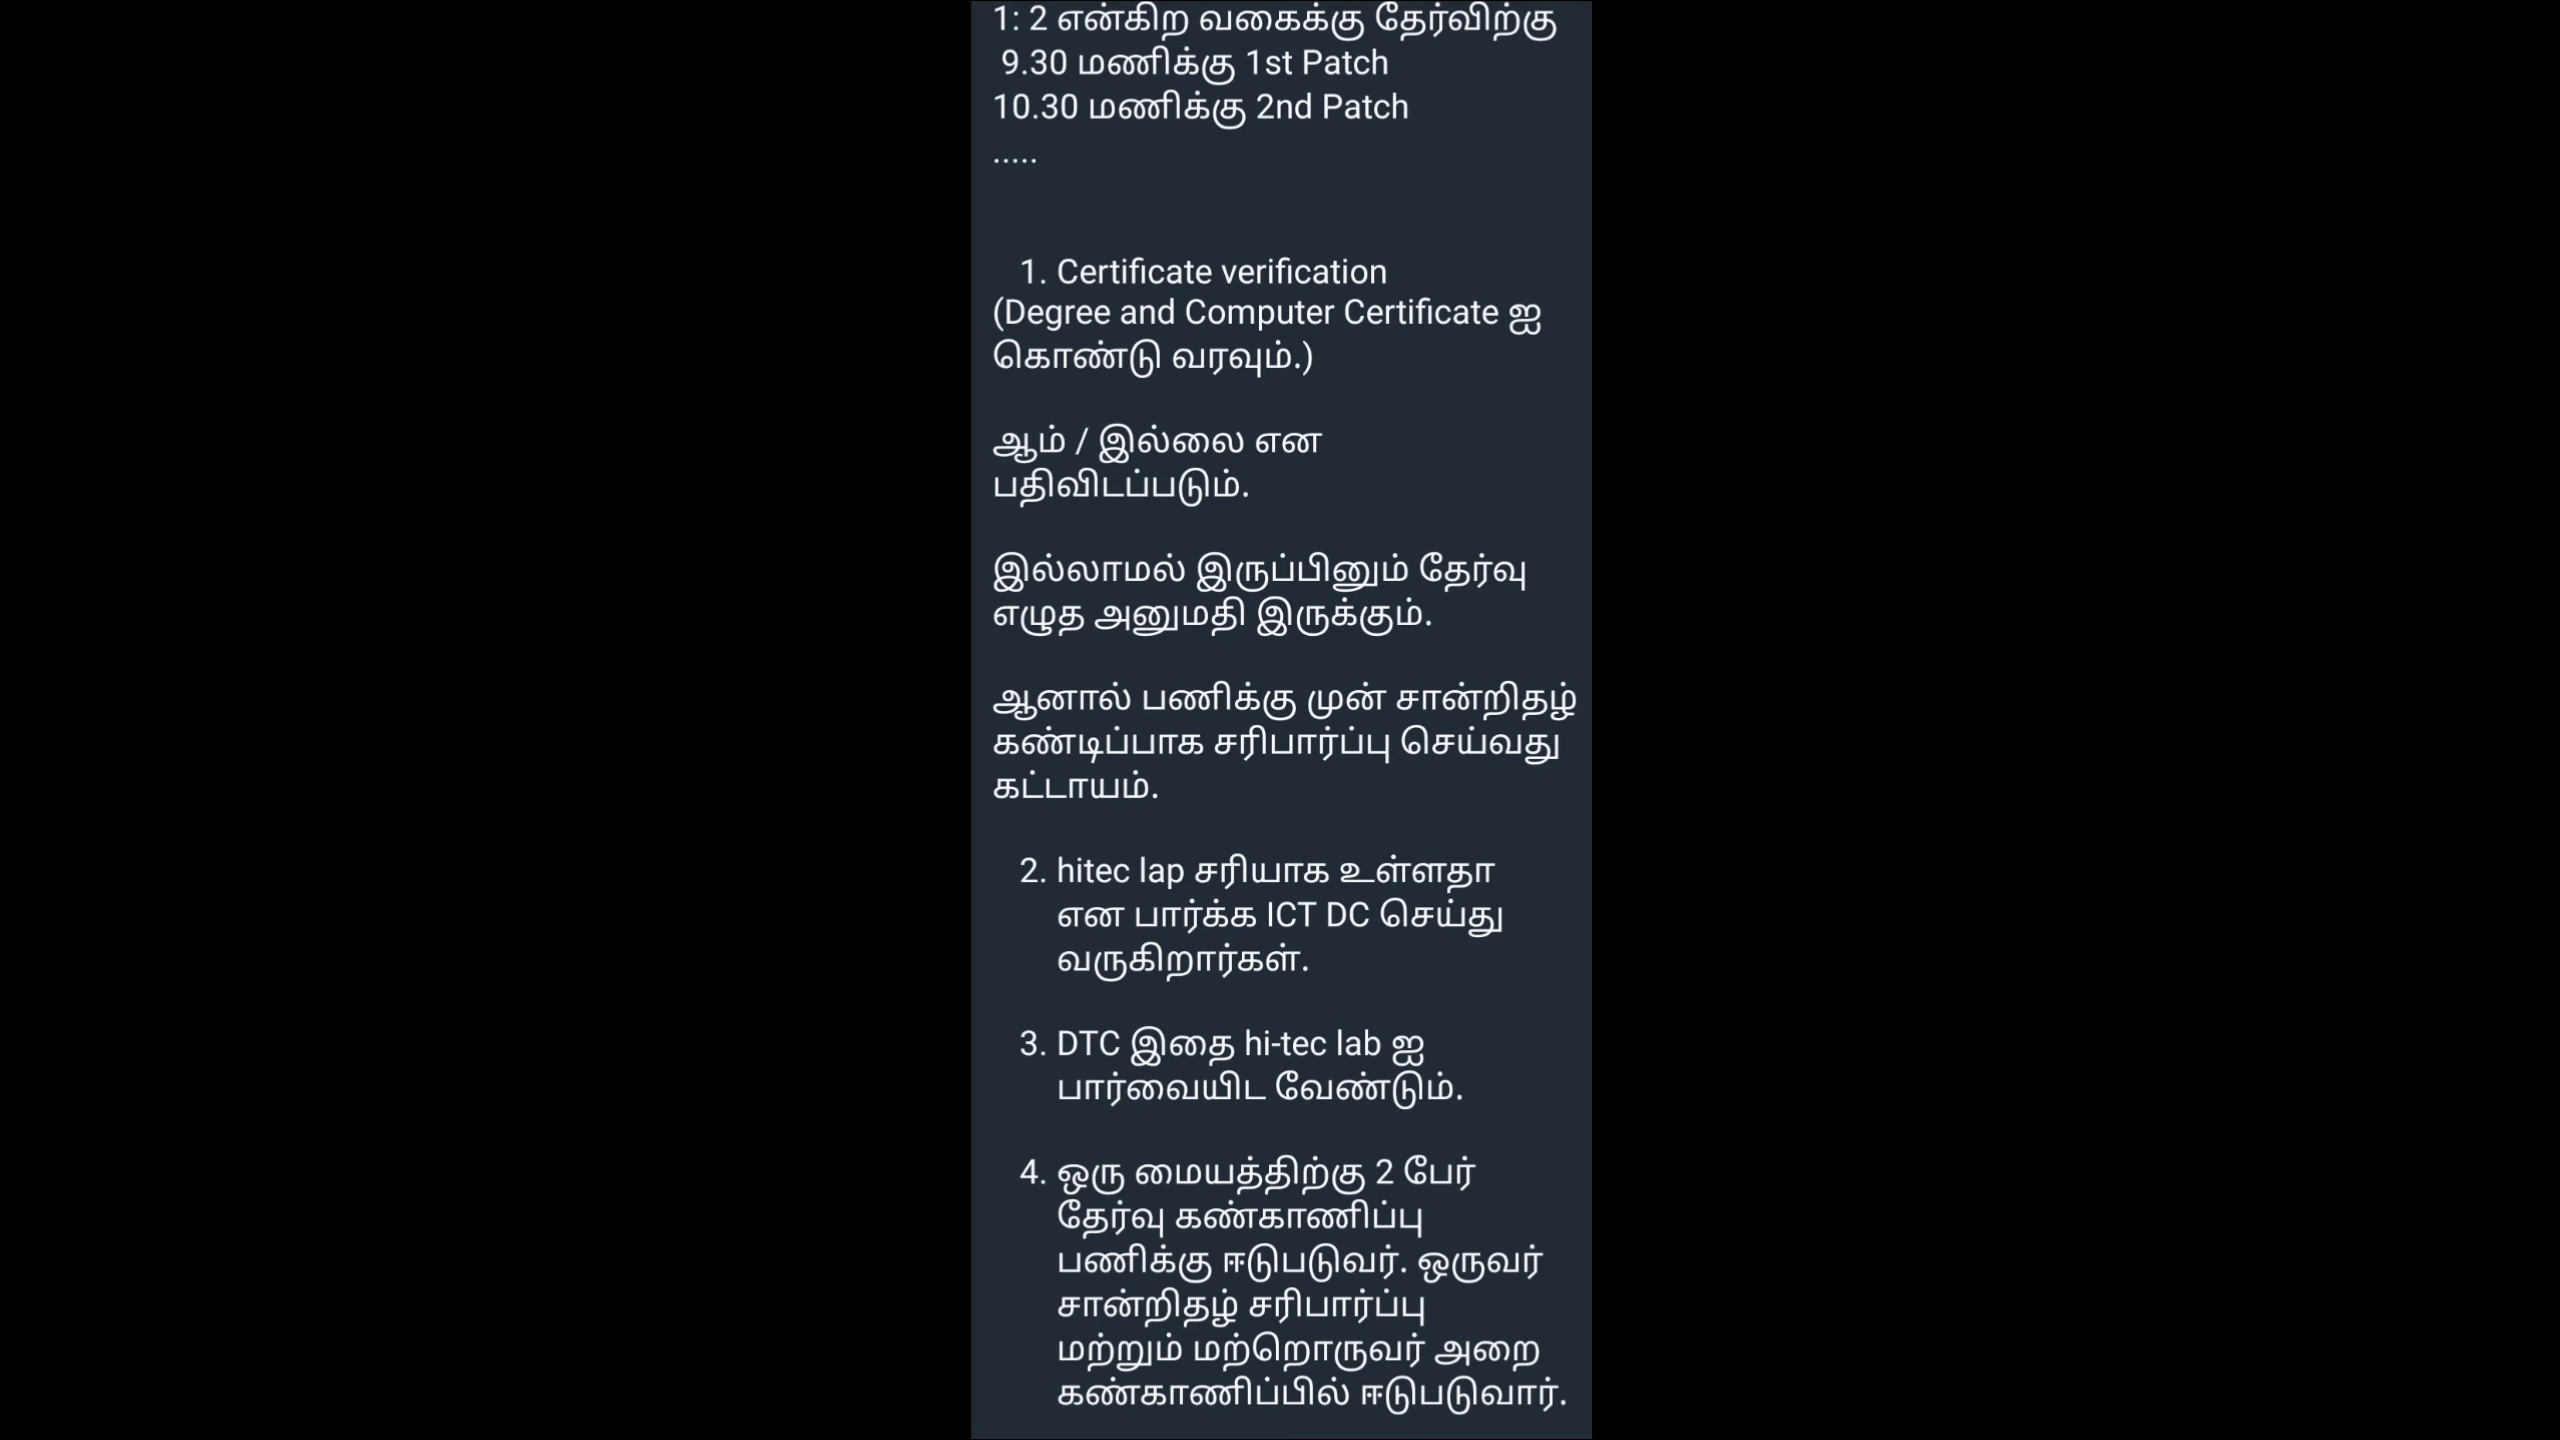 1: 2 என்கிற வகைக்கு தேர்விற்கு
9.30 மணிக்கு 1st Patch
10.30 மணிக்கு 2nd Patch
.....
1. Certificate verification
(Degree and Computer Certificate ஐ
கொண்டு வரவும்.)
ஆம் / இல்லை என
பதிவிடப்படும்.
இல்லாமல் இருப்பினும் தேர்வு
எழுத அனுமதி இருக்கும்.
ஆனால் பணிக்கு முன் சான்றிதழ்
கண்டிப்பாக சரிபார்ப்பு செய்வது
கட்டாயம்.
2. hitec lap சரியாக உள்ளதா
என பார்க்க ICT DC செய்து
வருகிறார்கள்.
3. DTC இதை hi-tec lab ஐ
பார்வையிட வேண்டும்.
4. ஒரு மையத்திற்கு 2 பேர்
தேர்வு கண்காணிப்பு
பணிக்கு ஈடுபடுவர். ஒருவர்
சான்றிதழ் சரிபார்ப்பு
மற்றும் மற்றொருவர் அறை
கண்காணிப்பில் ஈடுபடுவார்.